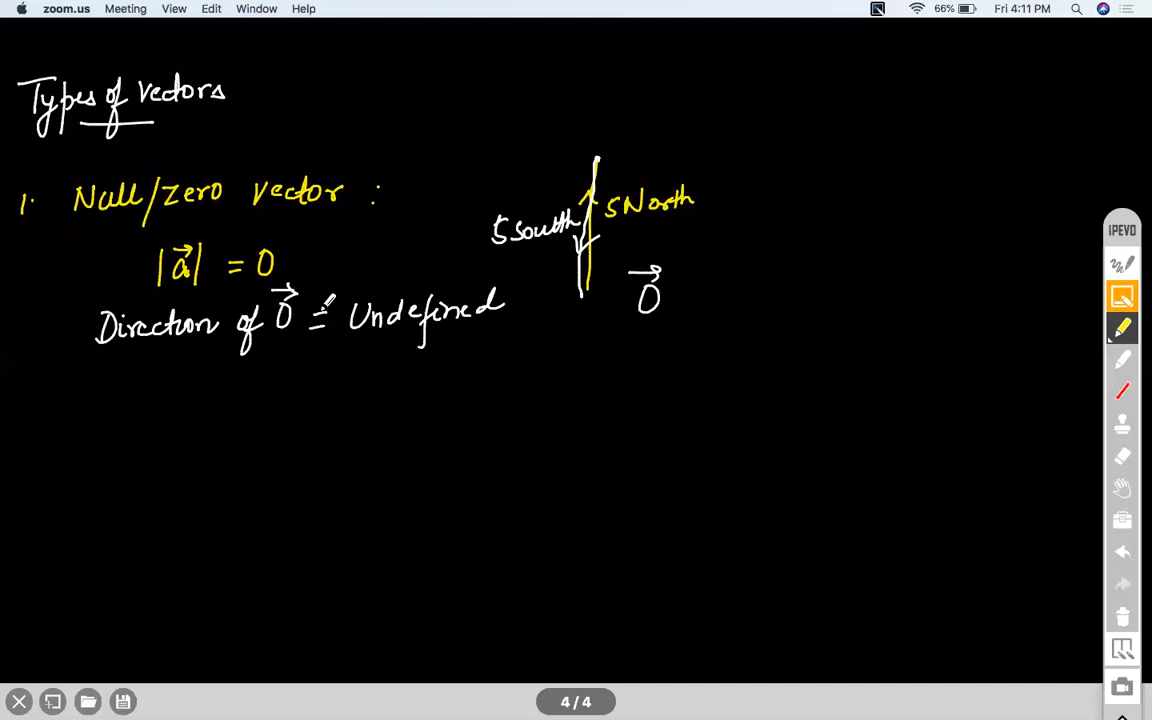 zoom.us Meeting View Edit Window Help 66% Fri 4:11 PM
Types of vectors
1. Null/Zero vector :
5 South 5 North
|a⃗| = 0
0⃗
Direction of 0⃗ = Undefined
IPEVO
4/4